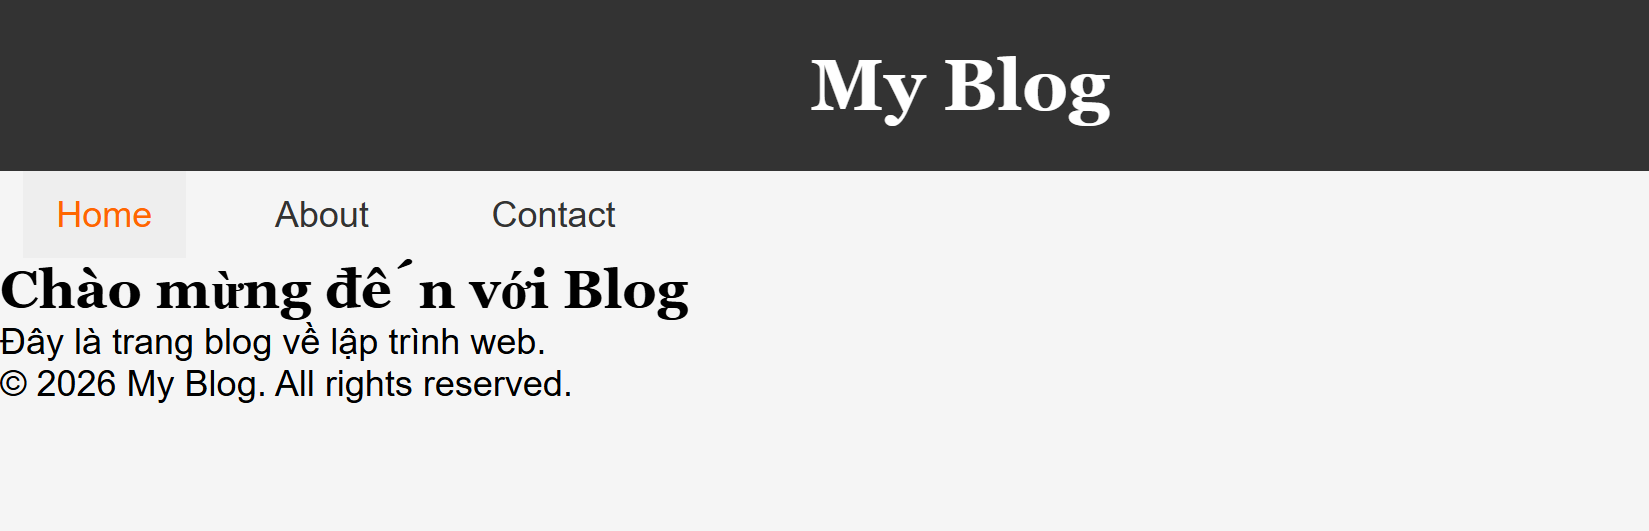 My Blog
Home About Contact
Chào mừng đến với Blog
Đây là trang blog về lập trình web.
© 2026 My Blog. All rights reserved.